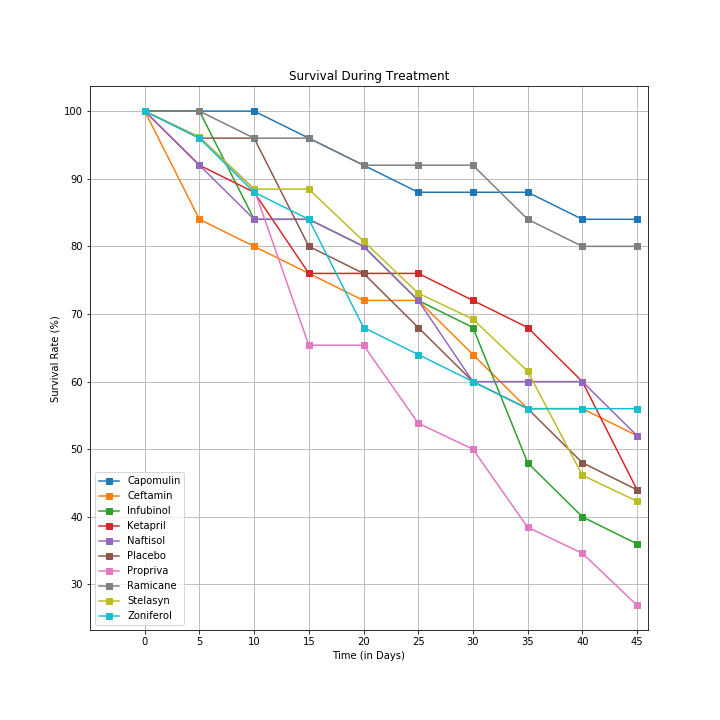 Survival During Treatment
100
90
80
70
60
50
40
30
Survival Rate (%)
Capomulin
Ceftamin
Infubinol
Ketapril
Naftisol
Placebo
Propriva
Ramicane
Stelasyn
Zoniferol
0 5 10 15 20 25 30 35 40 45
Time (in Days)